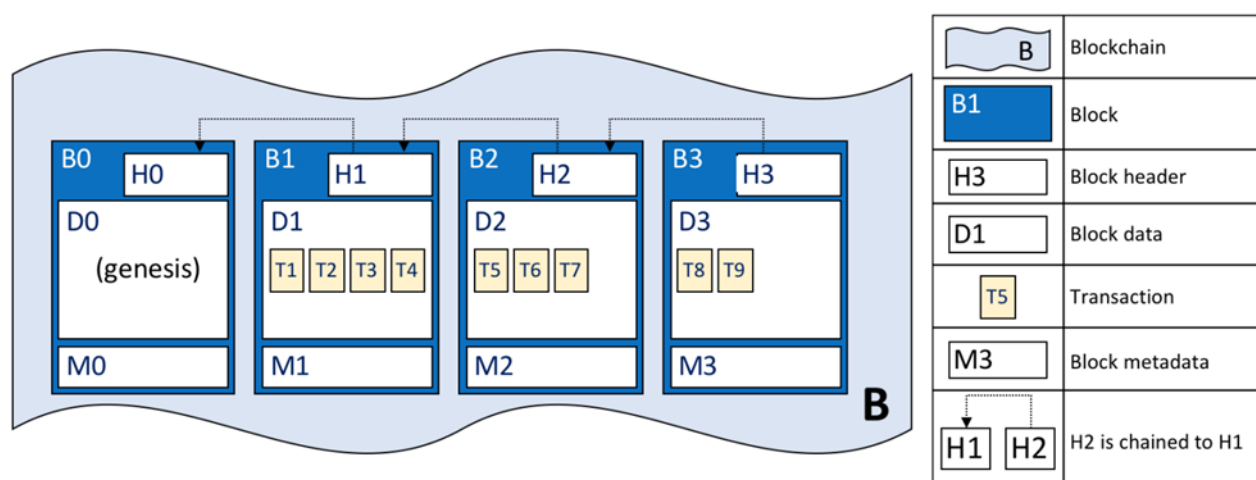 B0
H0
D0
(genesis)
M0
B1
H1
D1
T1 T2 T3 T4
M1
B2
H2
D2
T5 T6 T7
M2
B3
H3
D3
T8 T9
M3
B
B Blockchain
B1 Block
H3 Block header
D1 Block data
T5 Transaction
M3 Block metadata
H1 H2 H2 is chained to H1